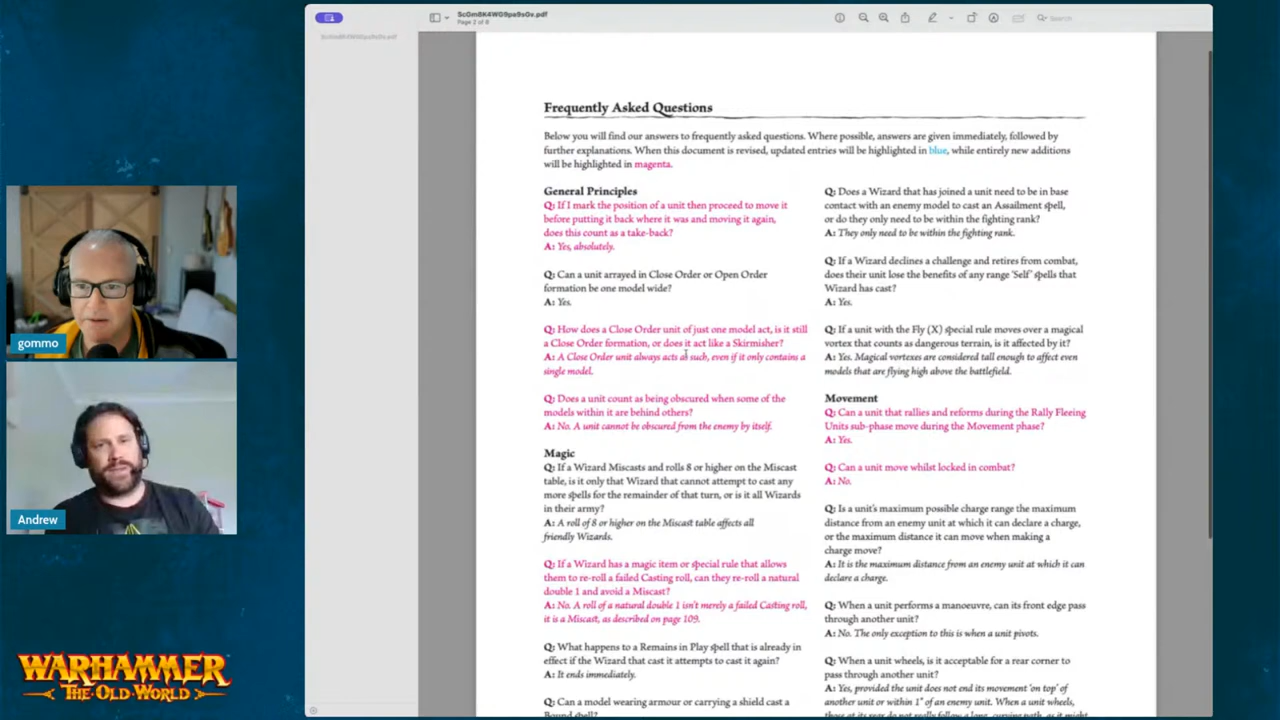 ScGm8K4WG9pa9sGs.pdf
Page 2 of 9
Search
Frequently Asked Questions
Below you will find our answers to frequently asked questions. Where possible, answers are given immediately, followed by
further explanations. When this document is revised, updated entries will be highlighted in blue, while entirely new additions
will be highlighted in magenta.
General Principles
Q: If I mark the position of a unit then proceed to move it
before putting it back where it was and moving it again,
does this count as a take-back?
A: Yes, absolutely.
Q: Can a unit arrayed in Close Order or Open Order
formation be one model wide?
A: Yes.
Q: How does a Close Order unit of just one model act, is it still
a Close Order formation, or does it act like a Skirmisher?
A: A Close Order unit always acts as such, even if it only contains a
single model.
Q: Does a unit count as being obscured when some of the
models within it are behind others?
A: No. A unit cannot be obscured from the enemy by itself.
Magic
Q: If a Wizard Miscasts and rolls 8 or higher on the Miscast
table, is it only that Wizard that cannot attempt to cast any
more spells for the remainder of that turn, or is it all Wizards
in their army?
A: A roll of 8 or higher on the Miscast table affects all
friendly Wizards.
Q: If a Wizard has a magic item or special rule that allows
them to re-roll a failed Casting roll, can they re-roll a natural
double 1 and avoid a Miscast?
A: No. A roll of a natural double 1 isn't merely a failed Casting roll,
it is a Miscast, as described on page 109.
Q: What happens to a Remains in Play spell that is already in
effect if the Wizard that cast it attempts to cast it again?
A: It ends immediately.
Q: Can a model wearing armour or carrying a shield cast a
Bound spell?
Q: Does a Wizard that has joined a unit need to be in base
contact with an enemy model to cast an Assailment spell,
or do they only need to be within the fighting rank?
A: They only need to be within the fighting rank.
Q: If a Wizard declines a challenge and retires from combat,
does their unit lose the benefits of any range 'Self' spells that
Wizard has cast?
A: Yes.
Q: If a unit with the Fly (X) special rule moves over a magical
vortex that counts as dangerous terrain, is it affected by it?
A: Yes. Magical vortexes are considered tall enough to affect even
models that are flying high above the battlefield.
Movement
Q: Can a unit that rallies and reforms during the Rally Fleeing
Units sub-phase move during the Movement phase?
A: Yes.
Q: Can a unit move whilst locked in combat?
A: No.
Q: Is a unit's maximum possible charge range the maximum
distance from an enemy unit at which it can declare a charge,
or the maximum distance it can move when making a
charge move?
A: It is the maximum distance from an enemy unit at which it can
declare a charge.
Q: When a unit performs a manoeuvre, can its front edge pass
through another unit?
A: No. The only exception to this is when a unit pivots.
Q: When a unit wheels, is it acceptable for a rear corner to
pass through another unit?
A: Yes, provided the unit does not end its movement 'on top' of
another unit or within 1" of an enemy unit. When a unit wheels,
those at its rear do not really follow a long, curving path, as it might
gommo
Andrew
WARHAMMER
THE OLD WORLD